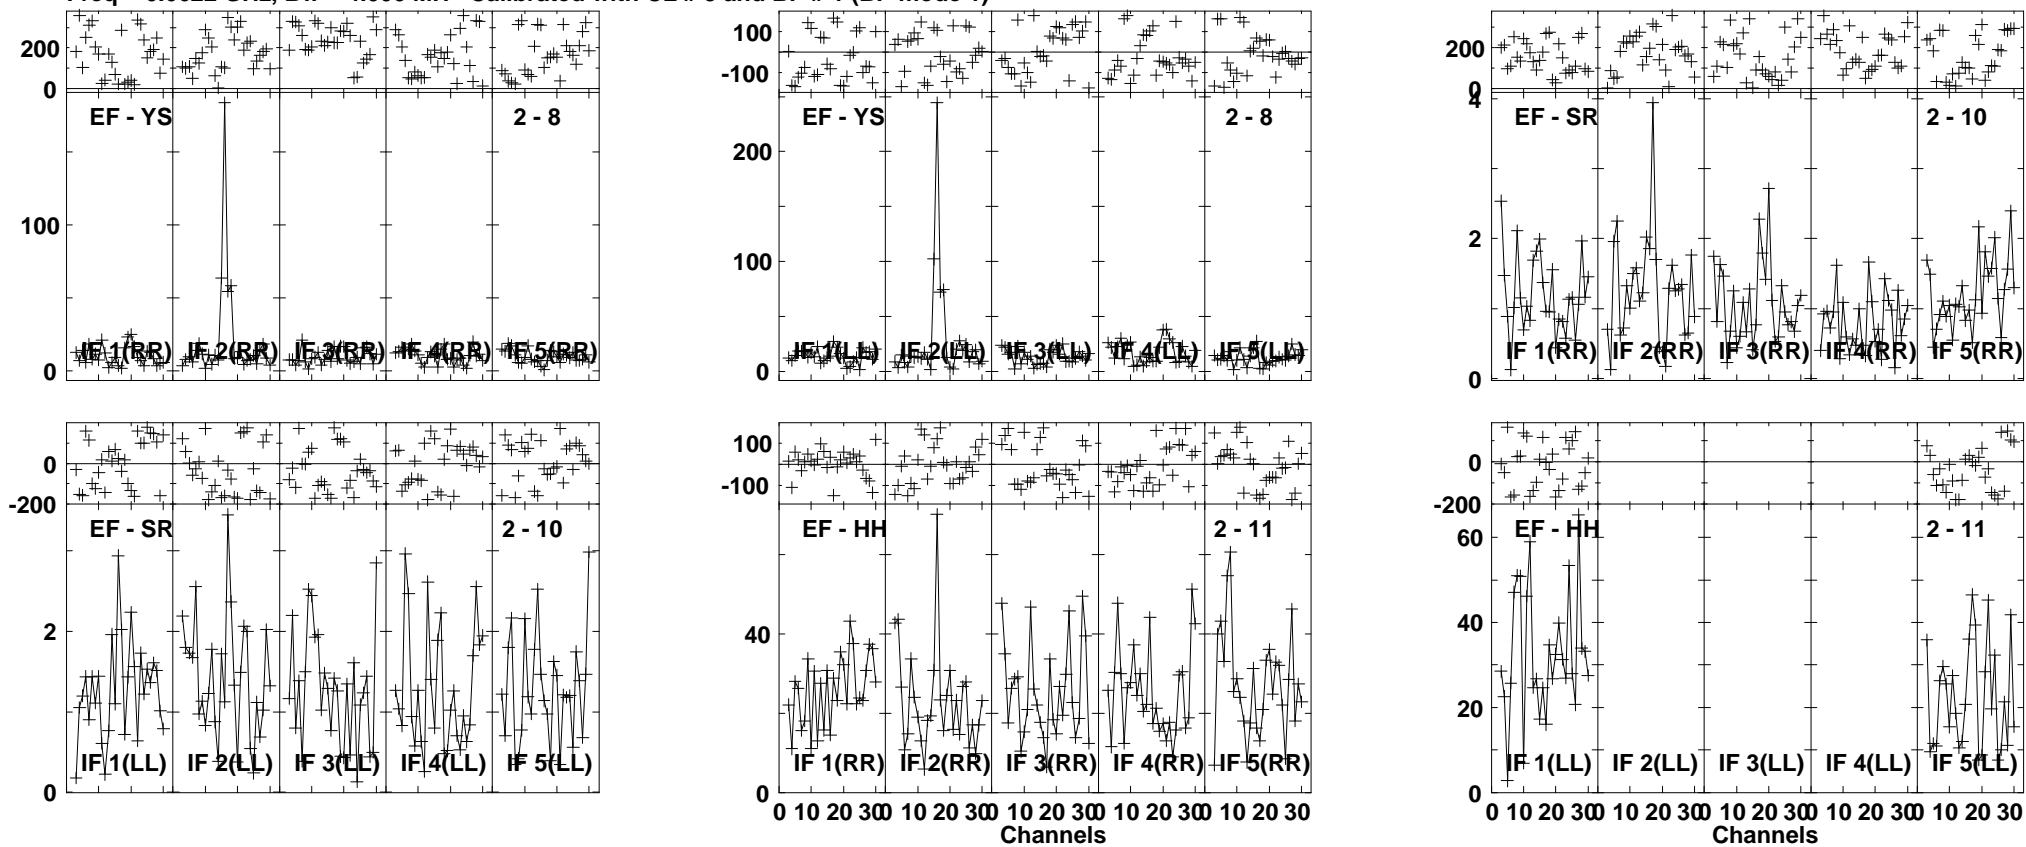 200
0
EF - YS
2 - 8
100
0
IF 1(RR)
IF 2(RR)
IF 3(RR)
IF 4(RR)
IF 5(RR)
100
-100
EF - YS
2 - 8
200
100
0
IF 1(LL)
IF 2(LL)
IF 3(LL)
IF 4(LL)
IF 5(LL)
200
0
4
EF - SR
2 - 10
2
0
IF 1(RR)
IF 2(RR)
IF 3(RR)
IF 4(RR)
IF 5(RR)
0
-200
EF - SR
2 - 10
2
0
IF 1(LL)
IF 2(LL)
IF 3(LL)
IF 4(LL)
IF 5(LL)
100
-100
EF - HH
2 - 11
40
0
IF 1(RR)
IF 2(RR)
IF 3(RR)
IF 4(RR)
IF 5(RR)
0 10 20 30 0 10 20 30 0 10 20 30 0 10 20 30 0 10 20 30
Channels
0
-200
EF - HH
2 - 11
60
40
20
0
IF 1(LL)
IF 2(LL)
IF 3(LL)
IF 4(LL)
IF 5(LL)
0 10 20 30 0 10 20 30 0 10 20 30 0 10 20 30 0 10 20 30
Channels